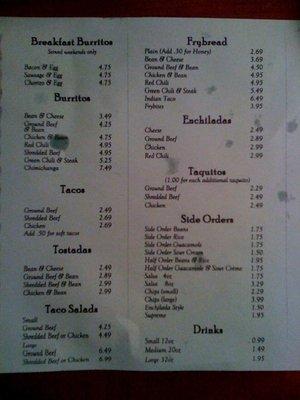 Breakfast Burritos
Served weekends only
Bacon & Egg 4.75
Sausage & Egg 4.75
Chorizo & Egg 4.75
Burritos
Bean & Cheese 3.49
Ground Beef 4.25
& Bean
Chicken & Bean 4.75
Red Chili 4.95
Shredded Beef 4.95
Green Chili & Steak 5.25
Chimichanga 7.49
Tacos
Ground Beef 2.49
Shredded Beef 2.69
Chicken 2.69
Add .50 for soft tacos
Tostadas
Bean & Cheese 2.49
Ground Beef & Bean 2.89
Shredded Beef & Bean 2.99
Chicken & Bean 2.99
Taco Salads
Small
Ground Beef 4.25
Shredded Beef or Chicken 4.49
Large
Ground Beef 6.49
Shredded Beef or Chicken 6.99
Frybread
Plain (Add .30 for Honey) 2.69
Bean & Cheese 3.69
Ground Beef & Bean 4.50
Chicken & Bean 4.95
Red Chili 4.95
Green Chili & Steak 5.49
Indian Taco 6.49
Frybites 3.95
Enchiladas
Cheese 2.49
Ground Beef 2.89
Chicken 2.99
Red Chili 2.99
Taquitos
(1.00 for each additional taquito)
Ground Beef 2.29
Shredded Beef 2.49
Chicken 2.49
Side Orders
Side Order Beans 1.75
Side Order Rice 1.75
Side Order Guacamole 1.75
Side Order Sour Cream 1.50
Half Order Beans & Rice 1.95
Half Order Guacamole & Sour Créme 1.75
Salsa 4oz 1.75
Salsa 8oz 3.29
Chips (small) 2.29
Chips (large) 3.99
Enchilada Style 1.50
Supreme 1.95
Drinks
Small 12oz 0.99
Medium 20oz 1.49
Large 32oz 1.95